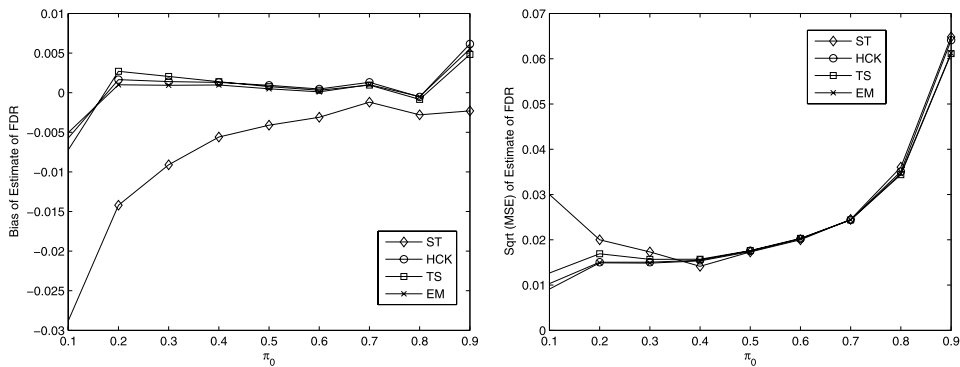 Bias of Estimate of FDR
0.01
0.005
0
−0.005
−0.01
−0.015
−0.02
−0.025
−0.03
0.1 0.2 0.3 0.4 0.5 0.6 0.7 0.8 0.9
π0
ST
HCK
TS
EM
Sqrt (MSE) of Estimate of FDR
0.07
0.06
0.05
0.04
0.03
0.02
0.01
0
0.1 0.2 0.3 0.4 0.5 0.6 0.7 0.8 0.9
π0
ST
HCK
TS
EM